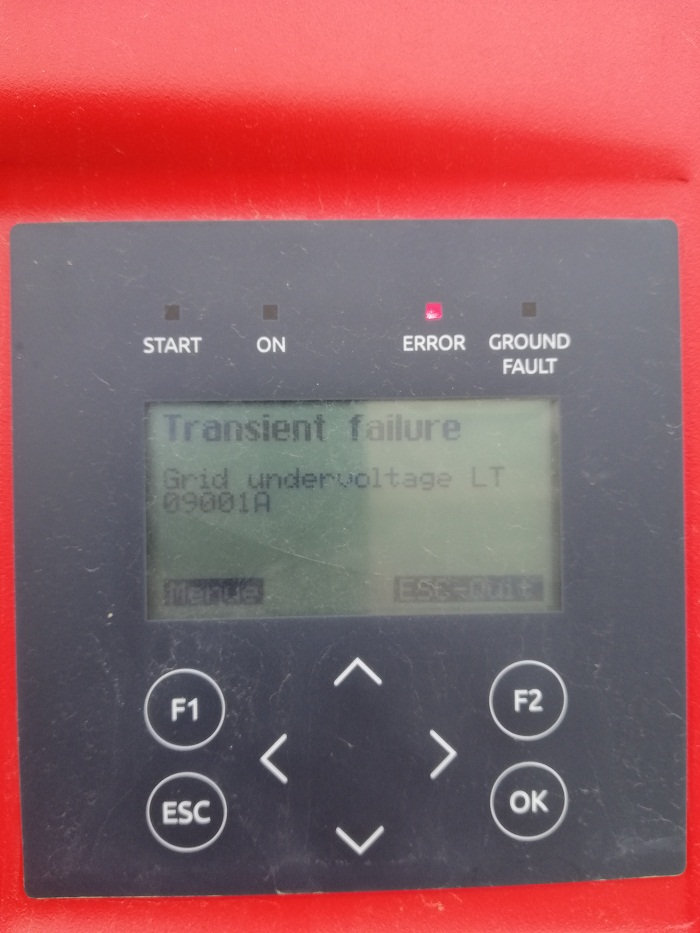 START ON ERROR GROUND FAULT
Transient failure
Grid undervoltage LT
09001A
Menue ESC-Quit
F1 F2
ESC OK